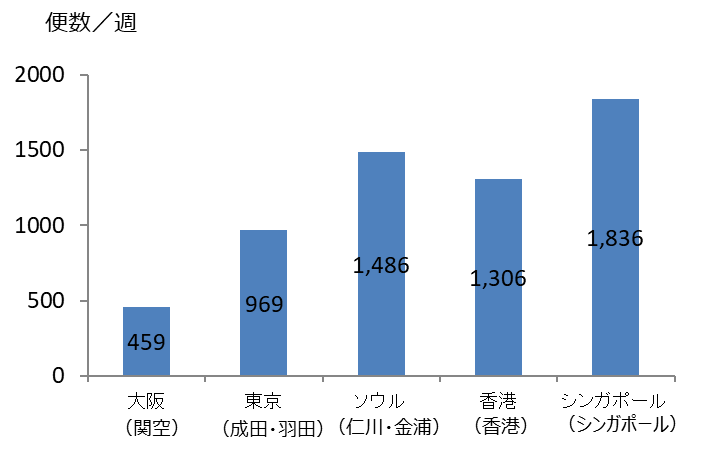 便数／週
2000
1500
1000
500
0
459
969
1,486
1,306
1,836
大阪
（関空）
東京
（成田・羽田）
ソウル
（仁川・金浦）
香港
（香港）
シンガポール
（シンガポール）